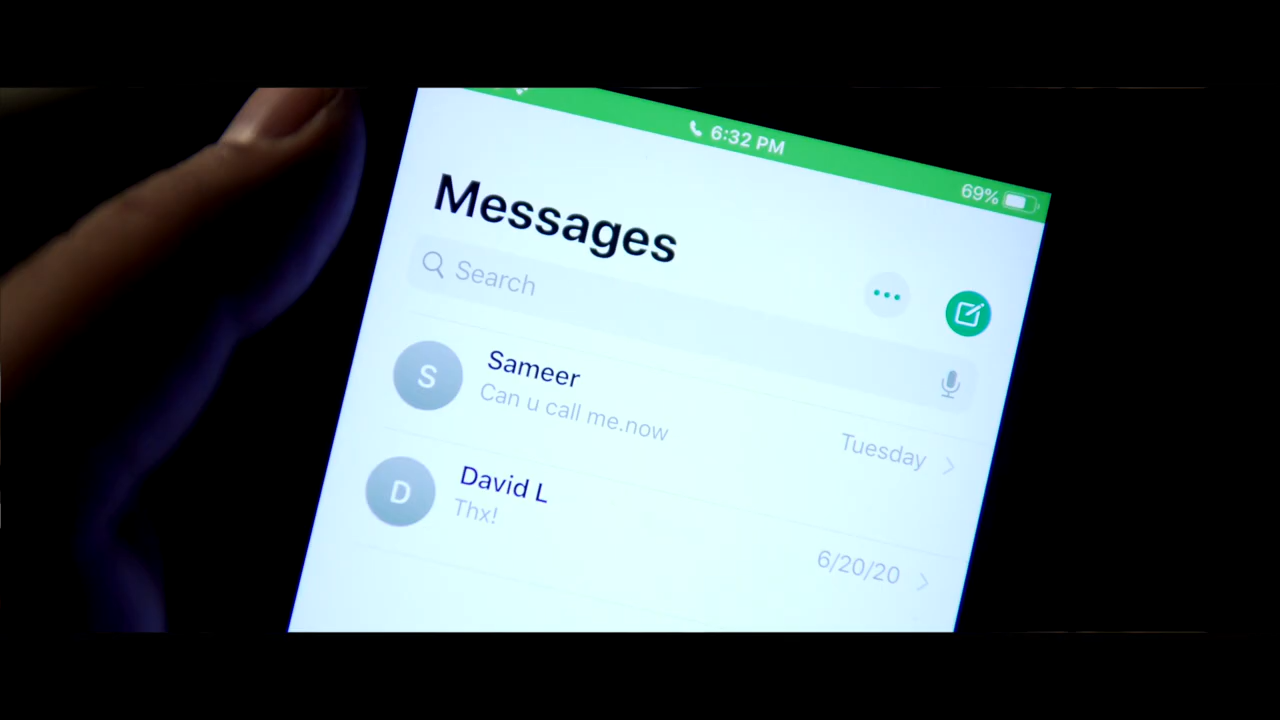 6:32 PM
69%
Messages
Search
S
Sameer
Can u call me.now
Tuesday
D
David L
Thx!
6/20/20